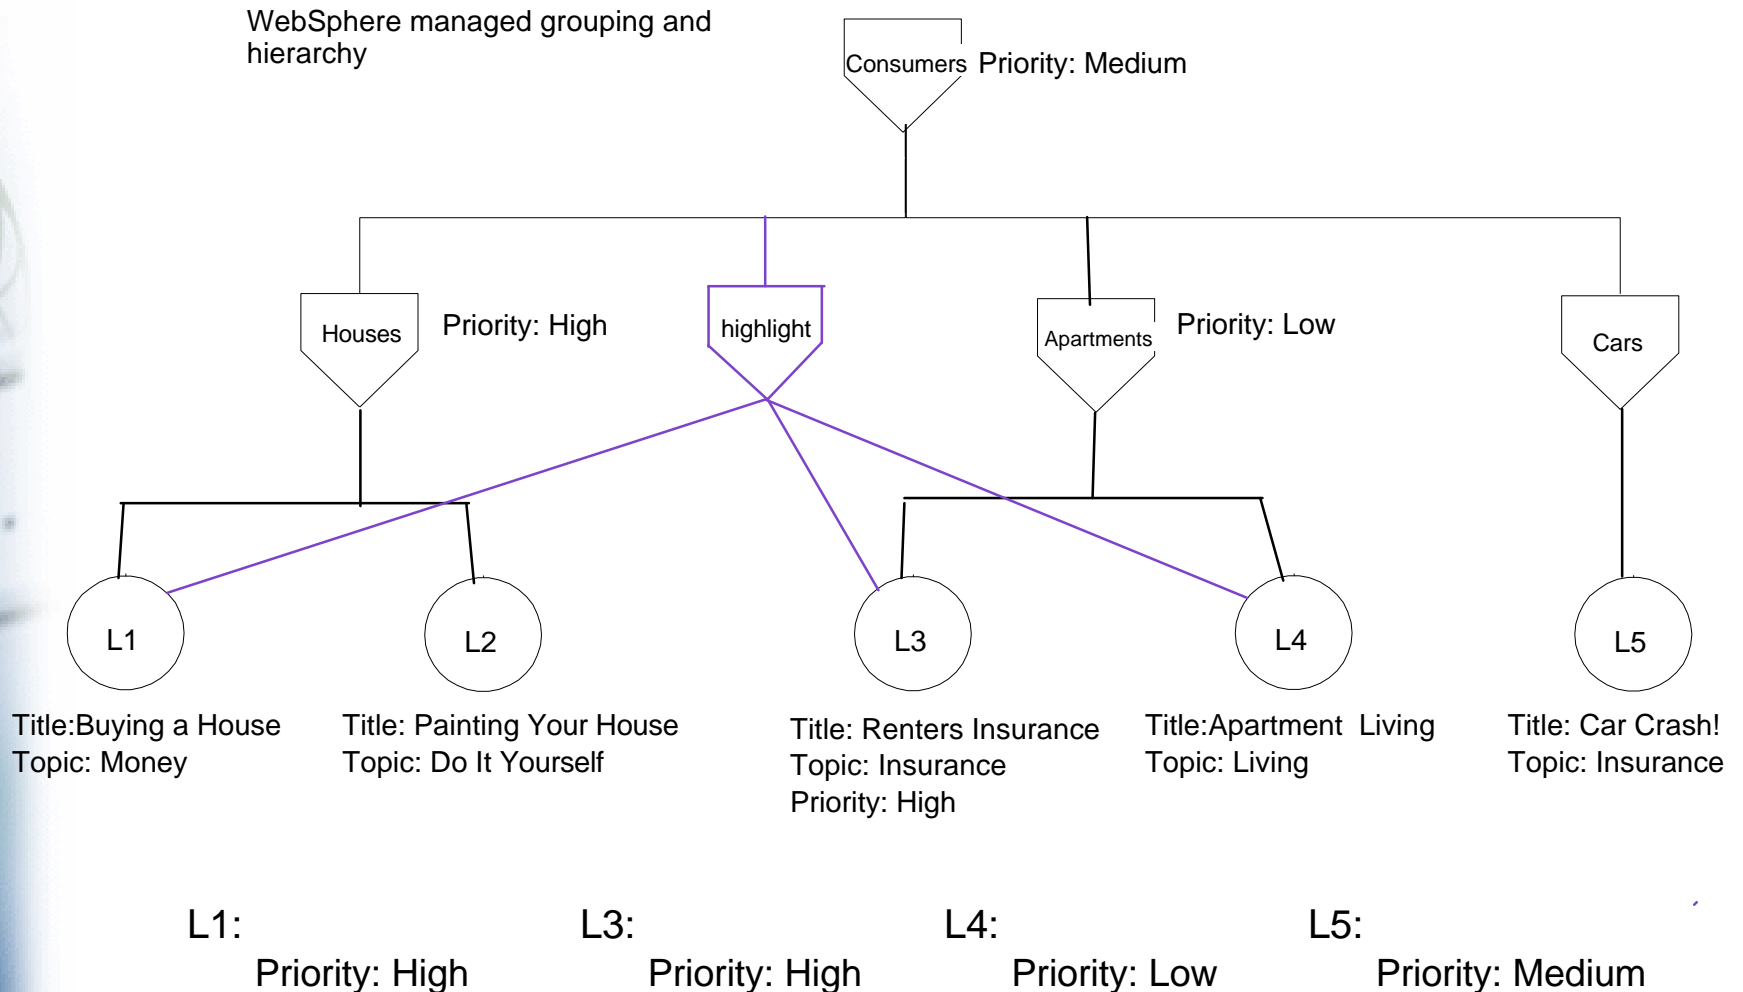 WebSphere managed grouping and
hierarchy
Consumers
Priority: Medium
Houses
Priority: High
highlight
Apartments
Priority: Low
Cars
L1
L2
L3
L4
L5
Title:Buying a House
Topic: Money
Title: Painting Your House
Topic: Do It Yourself
Title: Renters Insurance
Topic: Insurance
Priority: High
Title:Apartment  Living
Topic: Living
Title: Car Crash!
Topic: Insurance
L1:
Priority: High
L3:
Priority: High
L4:
Priority: Low
L5:
Priority: Medium